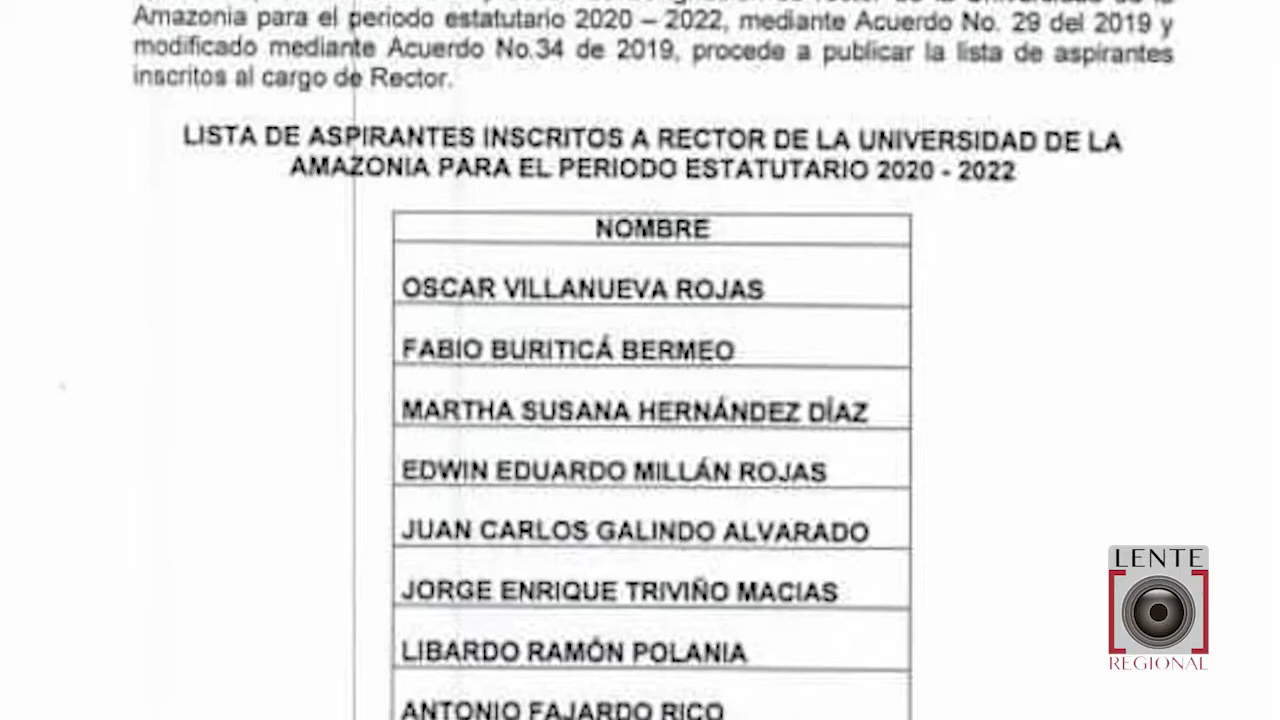 Amazonia para el periodo estatutario 2020 – 2022, mediante Acuerdo No. 29 del 2019 y
modificado mediante Acuerdo No.34 de 2019, procede a publicar la lista de aspirantes
inscritos al cargo de Rector.
LISTA DE ASPIRANTES INSCRITOS A RECTOR DE LA UNIVERSIDAD DE LA
AMAZONIA PARA EL PERIODO ESTATUTARIO 2020 - 2022
NOMBRE
OSCAR VILLANUEVA ROJAS
FABIO BURITICÁ BERMEO
MARTHA SUSANA HERNÁNDEZ DÍAZ
EDWIN EDUARDO MILLÁN ROJAS
JUAN CARLOS GALINDO ALVARADO
JORGE ENRIQUE TRIVIÑO MACIAS
LIBARDO RAMÓN POLANIA
ANTONIO FAJARDO RICO
LENTE
REGIONAL